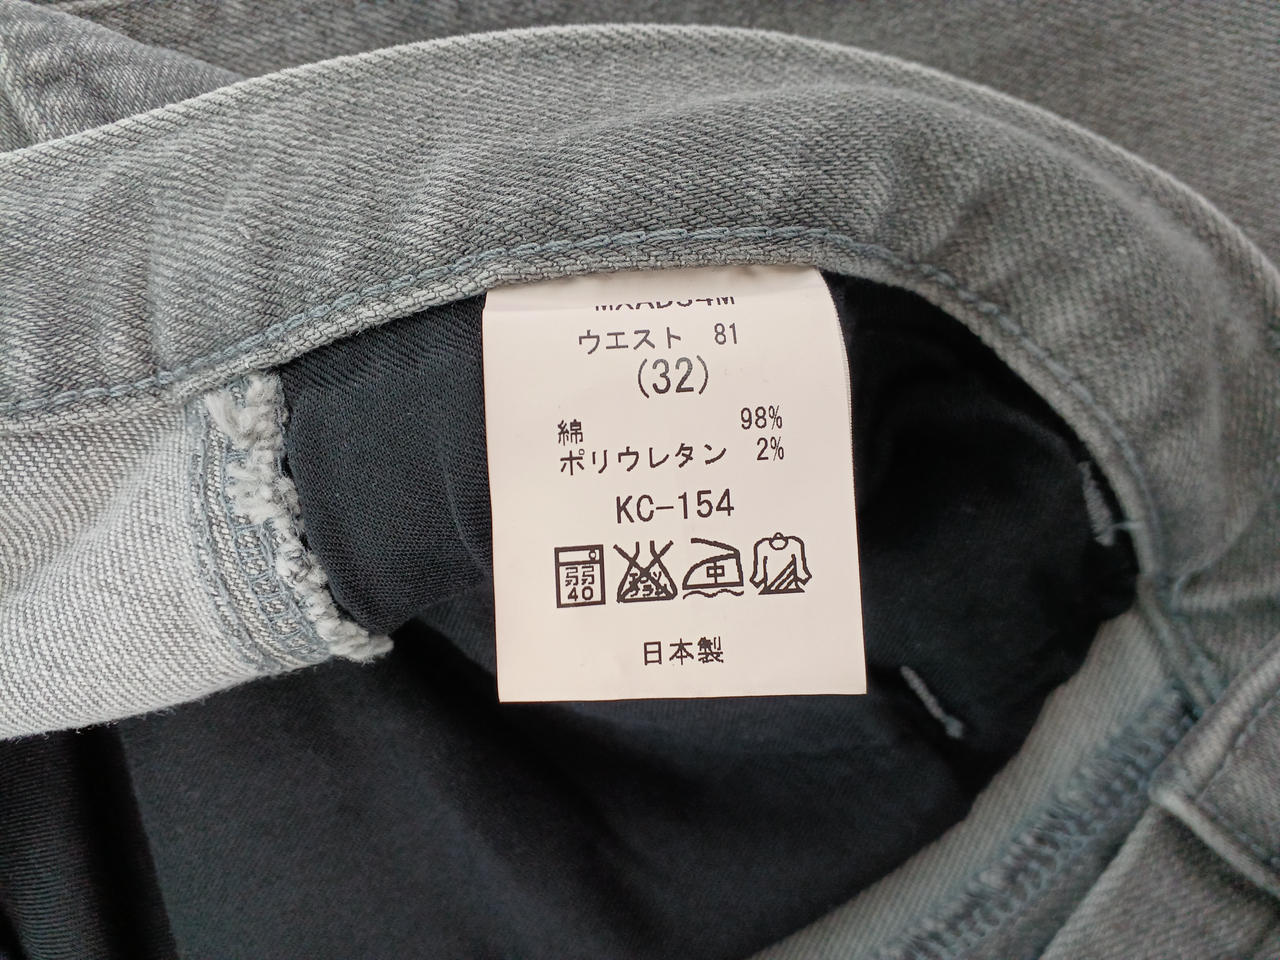 ウエスト 81
(32)
綿 98%
ポリウレタン 2%
KC-154
40 中
日本製